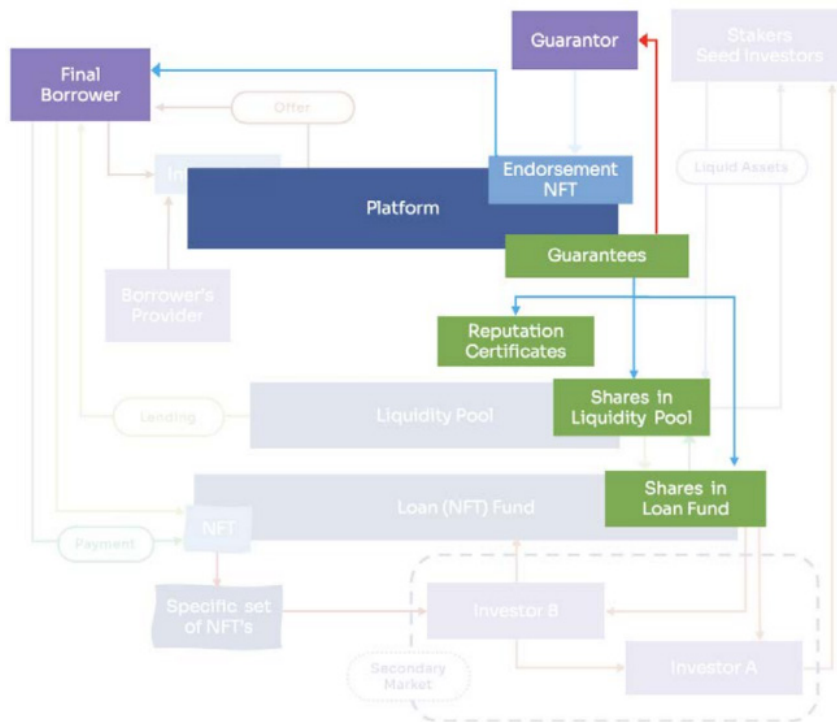 Guarantor
Stakers
Seed Investors
Final
Borrower
Offer
In
Endorsement
NFT
Liquid Assets
Platform
Guarantees
Borrower's
Provider
Reputation
Certificates
Shares in
Liquidity Pool
Liquidity Pool
Lending
Shares in
Loan Fund
Loan (NFT) Fund
NFT
Payment
Specific set
of NFT's
Investor B
Secondary
Market
Investor A